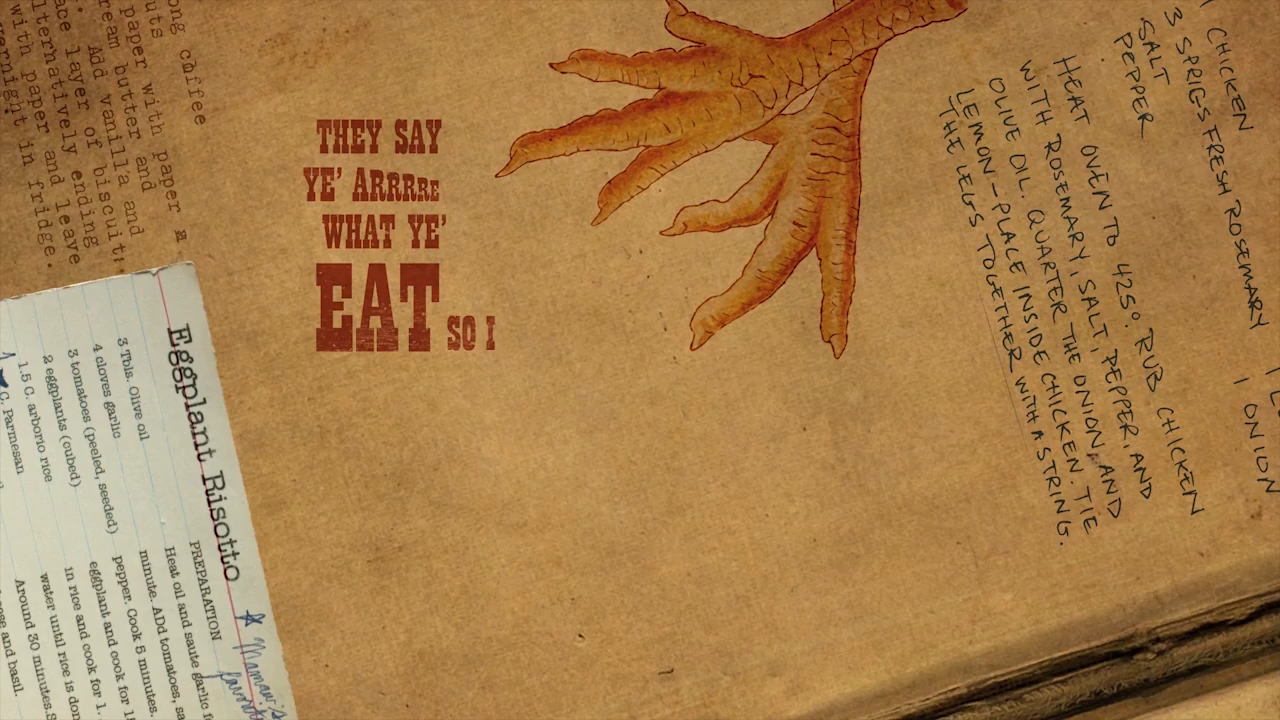 ong coffee
uts
paper with paper
ream butter and
Add vanilla and
ace layer of biscuit
lternatively ending
with paper and leave
vernight in fridge.
THEY SAY
YE' ARRRRE
WHAT YE'
EAT SO I
1 CHICKEN
3 SPRIGS FRESH ROSEMARY
SALT
PEPPER
1 ONION
HEAT OVEN TO 425°. RUB CHICKEN
WITH ROSEMARY, SALT, PEPPER, AND
OLIVE OIL. QUARTER THE ONION, AND
LEMON - PLACE INSIDE CHICKEN. TIE
THE LEGS TOGETHER WITH A STRING.
Eggplant Risotto
3 Tbls. Olive oil
4 cloves garlic
3 tomatoes (peeled, seeded)
2 eggplants (cubed)
1.5 C. arborio rice
C. Parmesan
PREPARATION
Heat oil and saute garlic f
minute. ADd tomatoes, sa
pepper. Cook 5 minutes.
eggplant and cook for 1
in rice and cook for 1.
water until rice is don
Around 30 minutes.S
and basil.
Mamaw's
favorite